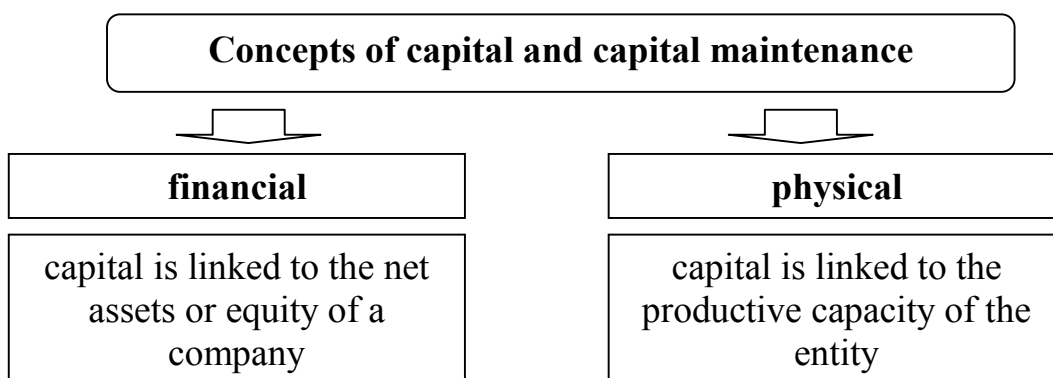 Concepts of capital and capital maintenance
financial
physical
capital is linked to the net
assets or equity of a
company
capital is linked to the
productive capacity of the
entity